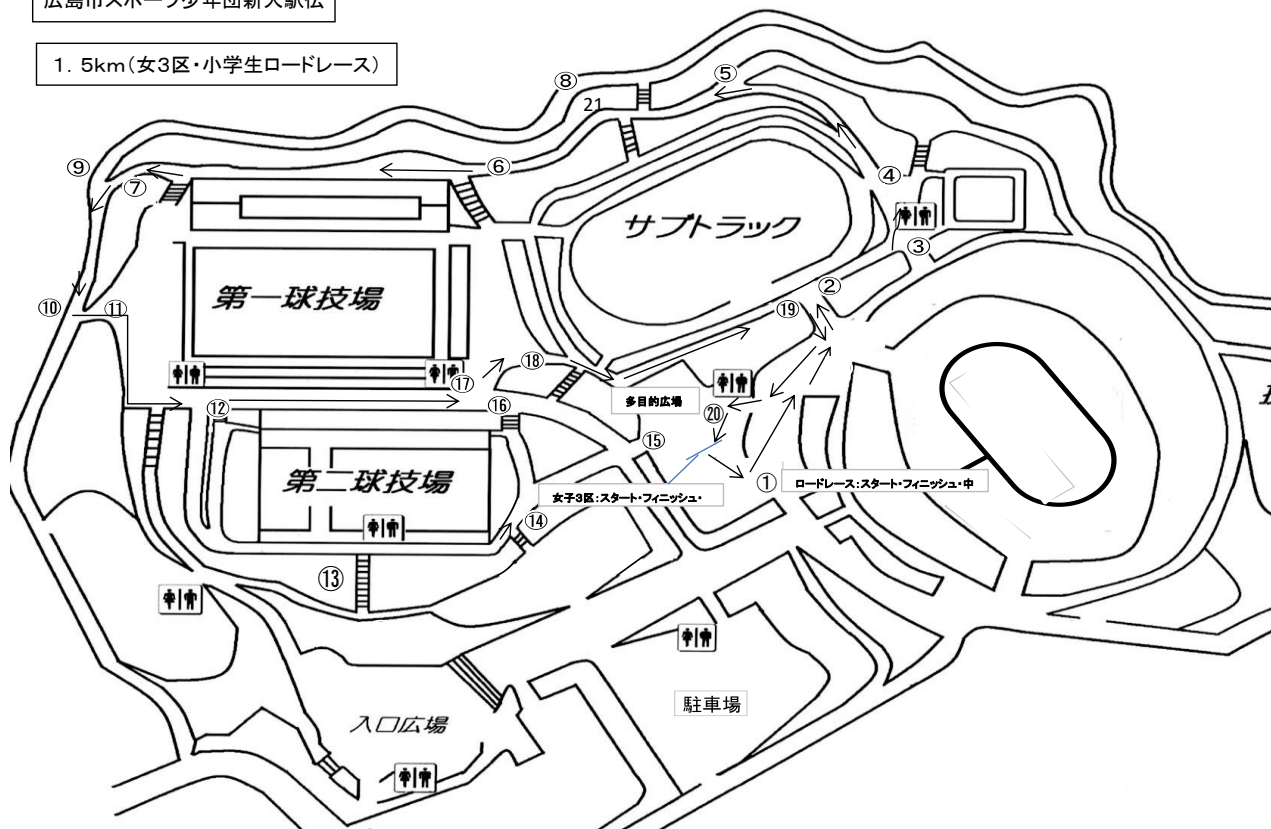 広島市スポーツ少年団新人駅伝
1．5km（女3区・小学生ロードレース）
⑤
⑧
21
⑨
⑦
⑥
④
サブトラック
③
②
⑩
⑪
第一球技場
⑲
⑱
⑰
多目的広場
⑫
⑯
⑳
⑮
第二球技場
①
ロードレース：スタート・フィニッシュ・中
女子3区：スタート・フィニッシュ・
⑭
⑬
駐車場
入口広場